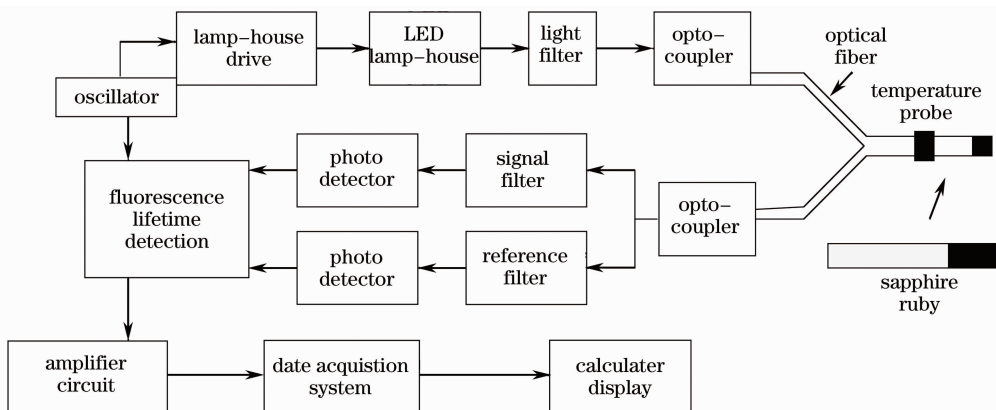 lamp-house
drive
LED
lamp-house
light
filter
opto-
coupler
optical
fiber
oscillator
temperature
probe
photo
detector
signal
filter
fluorescence
lifetime
detection
opto-
coupler
photo
detector
reference
filter
sapphire
ruby
amplifier
circuit
date acquistion
system
calculater
display